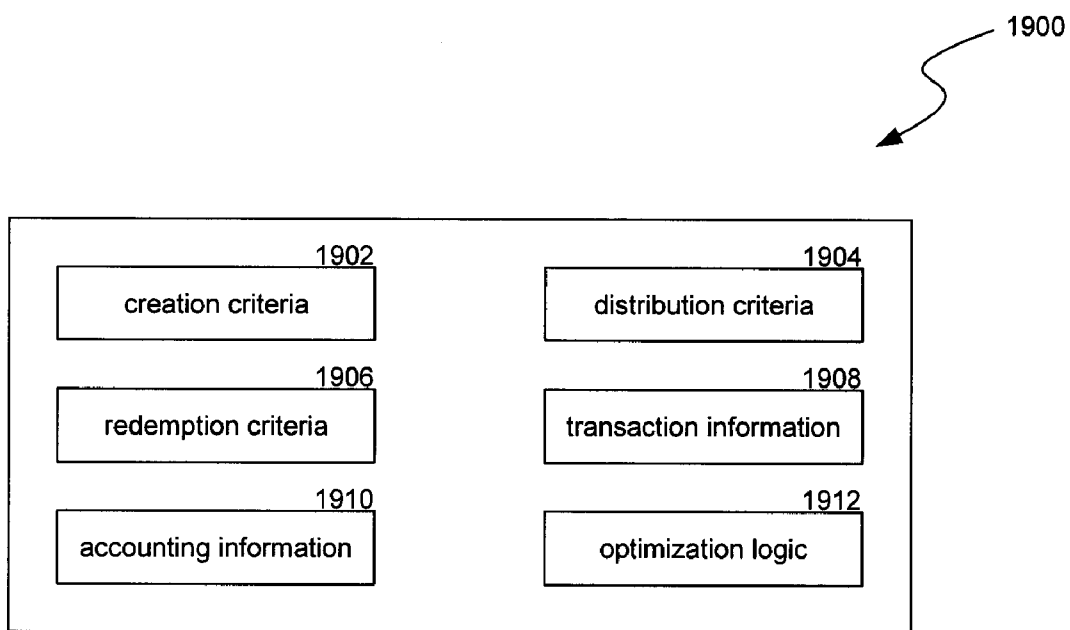 1900
1902
creation criteria
1904
distribution criteria
1906
redemption criteria
1908
transaction information
1910
accounting information
1912
optimization logic